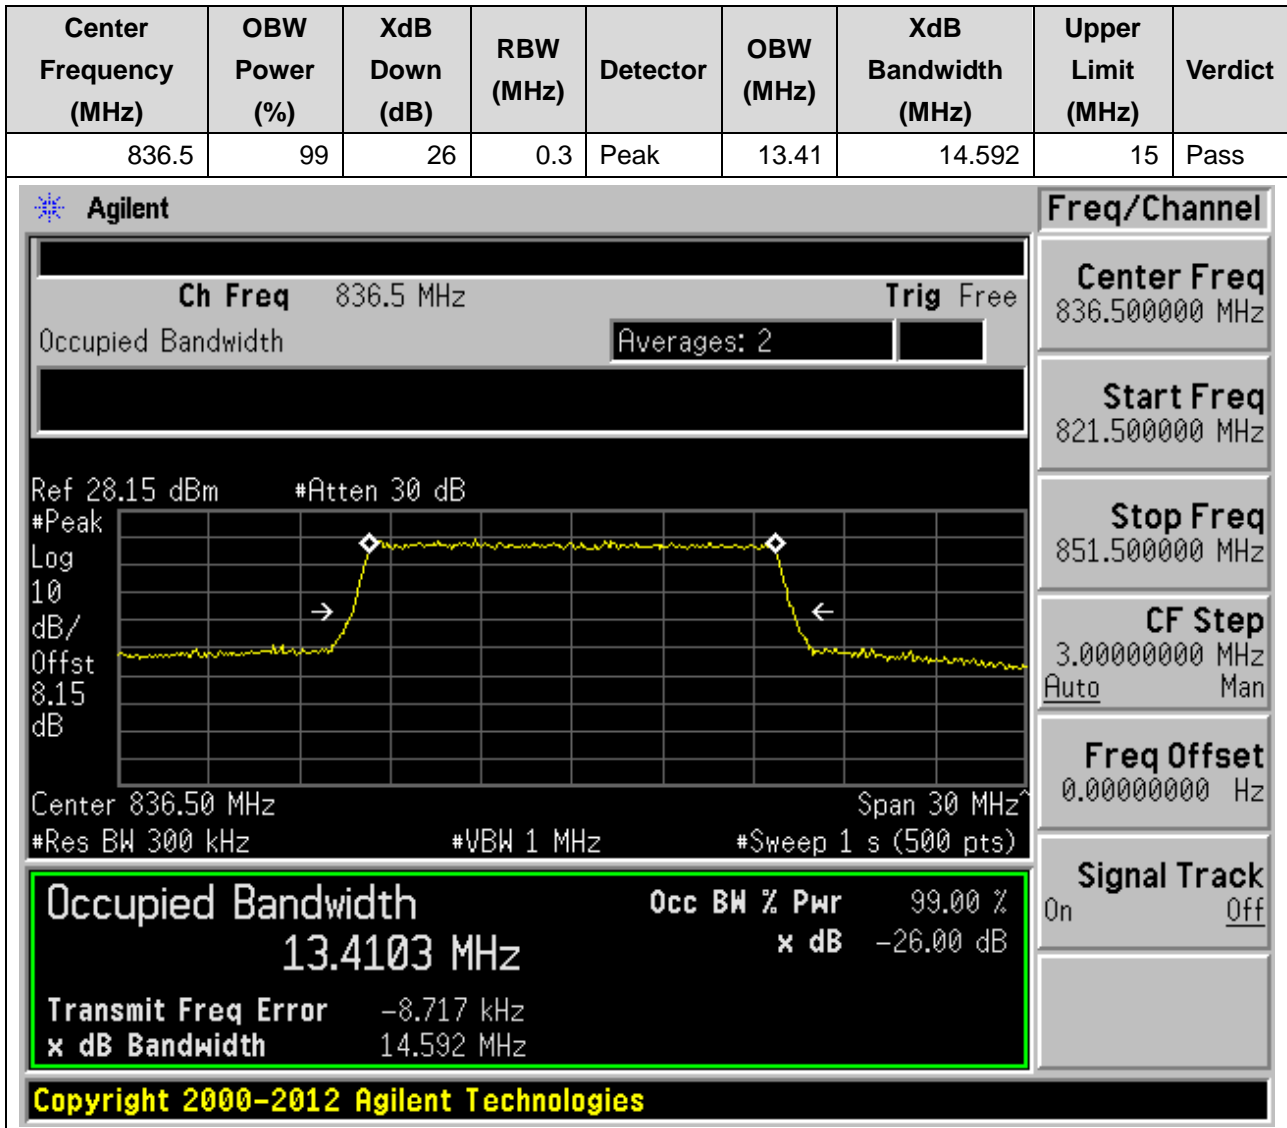 Center Frequency (MHz) OBW Power (%) XdB Down (dB) RBW (MHz) Detector OBW (MHz) XdB Bandwidth (MHz) Upper Limit (MHz) Verdict
836.5 99 26 0.3 Peak 13.41 14.592 15 Pass
Agilent
Freq/Channel
Ch Freq 836.5 MHz Trig Free
Occupied Bandwidth Averages: 2
Center Freq
836.500000 MHz
Start Freq
821.500000 MHz
Stop Freq
851.500000 MHz
CF Step
3.00000000 MHz
Auto Man
Freq Offset
0.00000000 Hz
Signal Track
On Off
Ref 28.15 dBm #Atten 30 dB
#Peak
Log
10
dB/
Offst
8.15
dB
Center 836.50 MHz Span 30 MHz^
#Res BW 300 kHz #VBW 1 MHz #Sweep 1 s (500 pts)
Occupied Bandwidth
13.4103 MHz
Occ BW % Pwr 99.00 %
x dB -26.00 dB
Transmit Freq Error -8.717 kHz
x dB Bandwidth 14.592 MHz
Copyright 2000-2012 Agilent Technologies